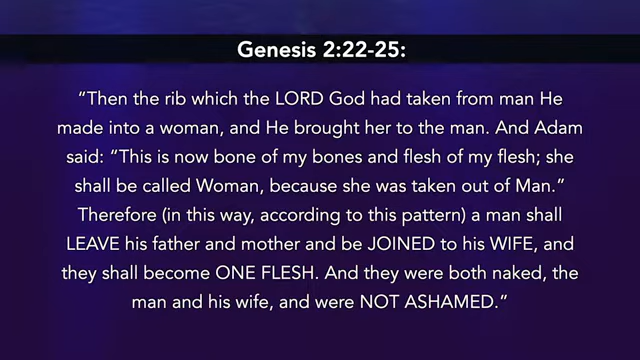 Genesis 2:22-25:
“Then the rib which the LORD God had taken from man He
made into a woman, and He brought her to the man. And Adam
said: “This is now bone of my bones and flesh of my flesh; she
shall be called Woman, because she was taken out of Man.”
Therefore (in this way, according to this pattern) a man shall
LEAVE his father and mother and be JOINED to his WIFE, and
they shall become ONE FLESH. And they were both naked, the
man and his wife, and were NOT ASHAMED.”